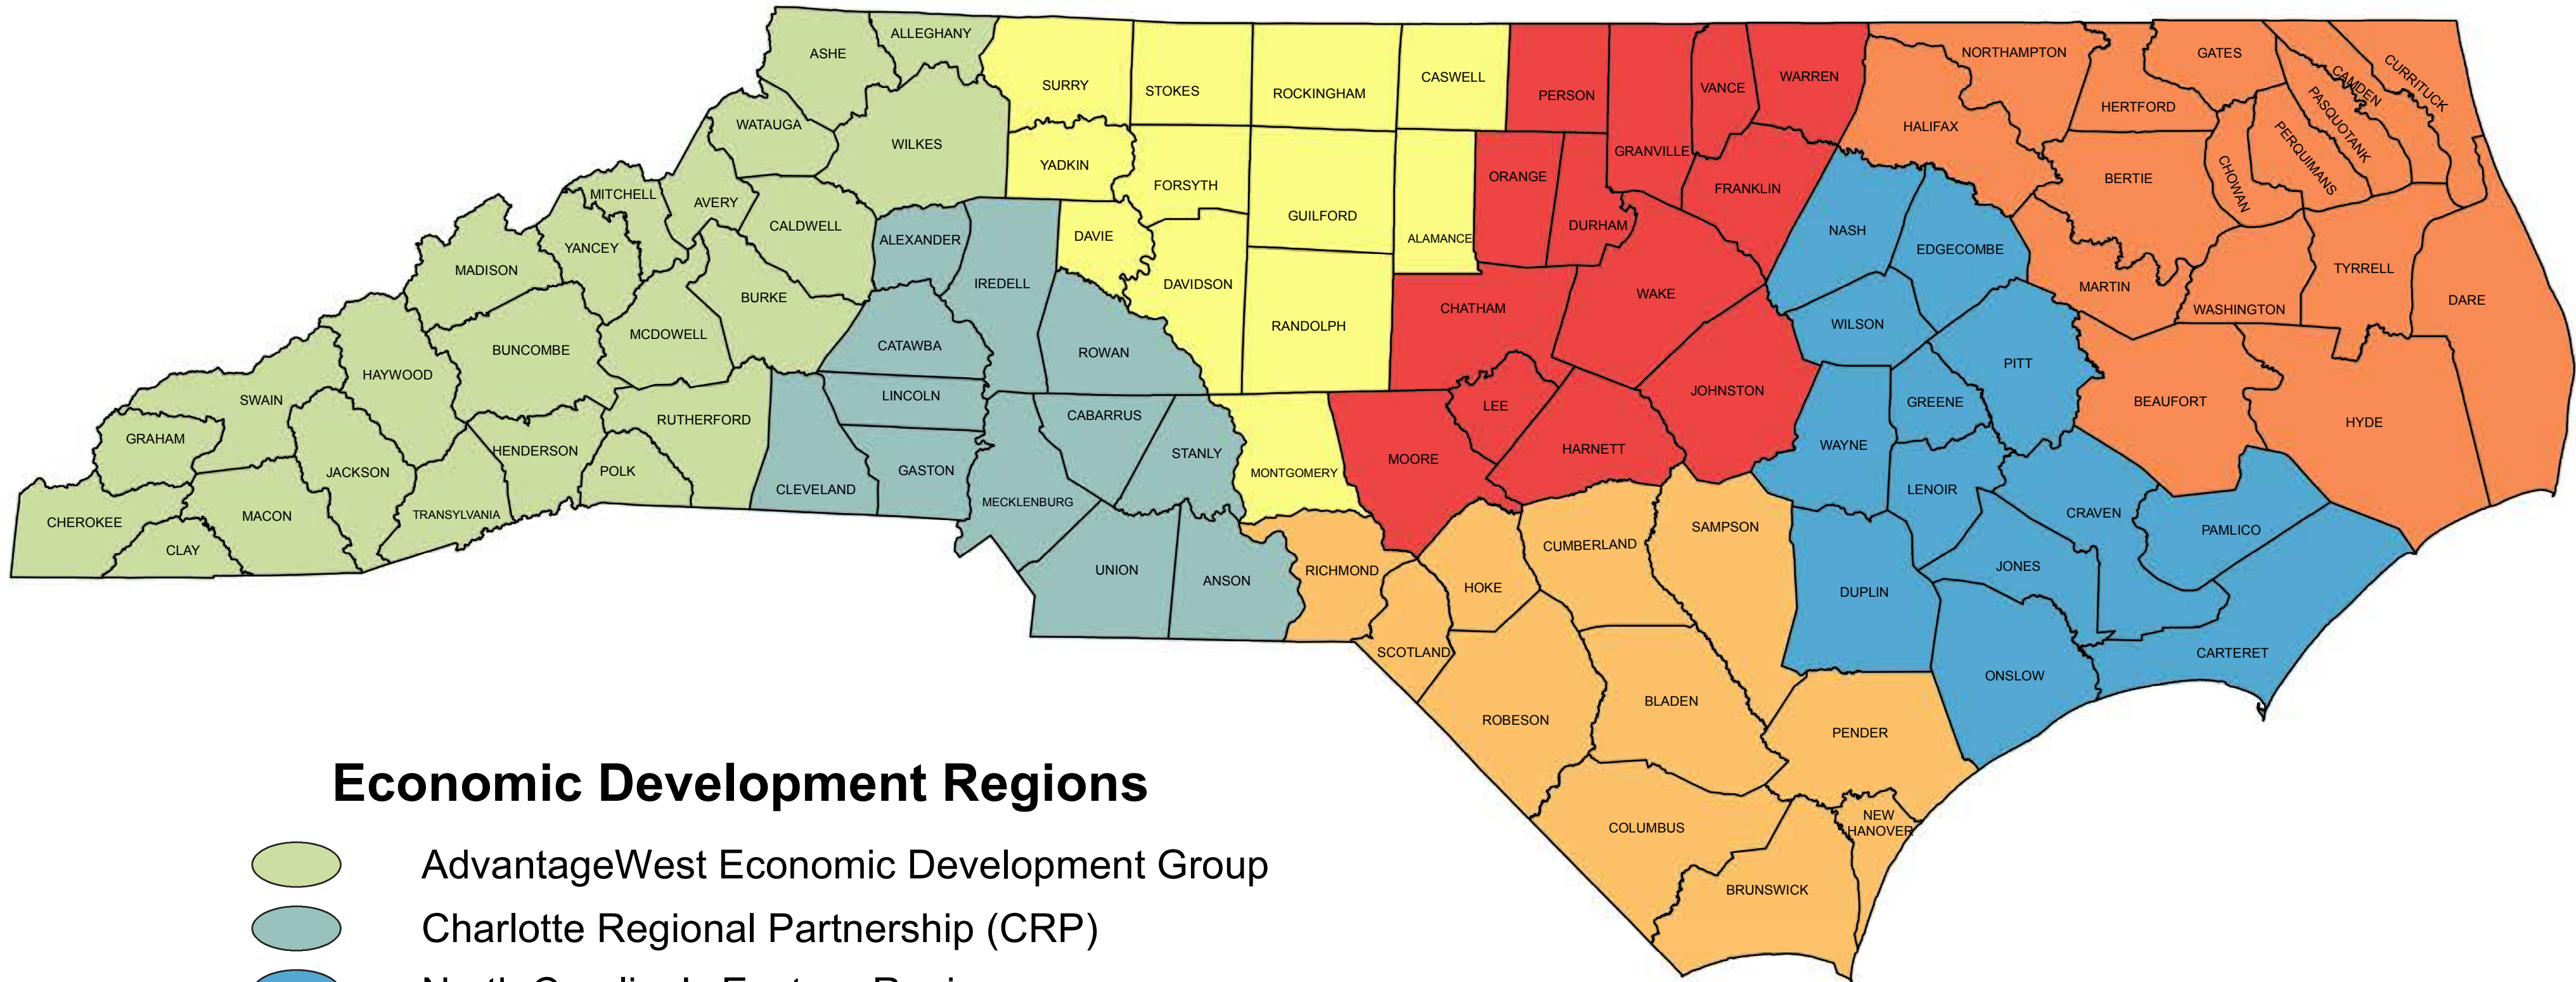 ASHE
ALLEGHANY
SURRY
STOKES
ROCKINGHAM
CASWELL
PERSON
VANCE
WARREN
NORTHAMPTON
GATES
CAMDEN
CURRITUCK
HERTFORD
PASQUOTANK
WATAUGA
WILKES
YADKIN
FORSYTH
GUILFORD
ALAMANCE
ORANGE
DURHAM
GRANVILLE
FRANKLIN
HALIFAX
BERTIE
CHOWAN
PERQUIMANS
MITCHELL
AVERY
CALDWELL
ALEXANDER
IREDELL
DAVIE
DAVIDSON
RANDOLPH
CHATHAM
WAKE
NASH
EDGECOMBE
MARTIN
WASHINGTON
TYRRELL
DARE
MADISON
YANCEY
MCDOWELL
BURKE
CATAWBA
ROWAN
WILSON
PITT
BEAUFORT
HYDE
BUNCOMBE
HAYWOOD
SWAIN
GRAHAM
JACKSON
HENDERSON
POLK
RUTHERFORD
CLEVELAND
LINCOLN
GASTON
MECKLENBURG
CABARRUS
STANLY
MONTGOMERY
MOORE
LEE
HARNETT
JOHNSTON
WAYNE
GREENE
LENOIR
CRAVEN
PAMLICO
CHEROKEE
CLAY
MACON
TRANSYLVANIA
UNION
ANSON
RICHMOND
SCOTLAND
HOKE
CUMBERLAND
SAMPSON
DUPLIN
JONES
ONSLOW
CARTERET
ROBESON
BLADEN
PENDER
COLUMBUS
NEW
HANOVER
BRUNSWICK
Economic Development Regions
AdvantageWest Economic Development Group
Charlotte Regional Partnership (CRP)